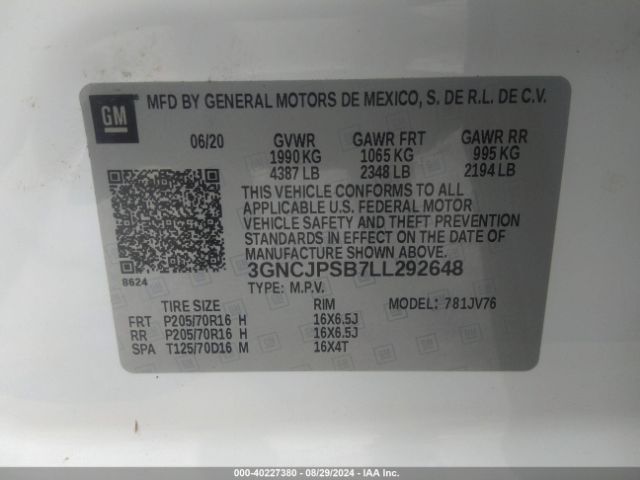 GM MFD BY GENERAL MOTORS DE MEXICO, S. DE R.L. DE C.V.
06/20 GVWR GAWR FRT GAWR RR
1990 KG 1065 KG 995 KG
4387 LB 2348 LB 2194 LB
THIS VEHICLE CONFORMS TO ALL
APPLICABLE U.S. FEDERAL MOTOR
VEHICLE SAFETY AND THEFT PREVENTION
STANDARDS IN EFFECT ON THE DATE OF
MANUFACTURE SHOWN ABOVE.
3GNCJPSB7LL292648
8624
TYPE: M.P.V.
TIRE SIZE RIM MODEL: 781JV76
FRT P205/70R16 H 16X6.5J
RR P205/70R16 H 16X6.5J
SPA T125/70D16 M 16X4T
000-40227380 - 08/29/2024 - IAA Inc.